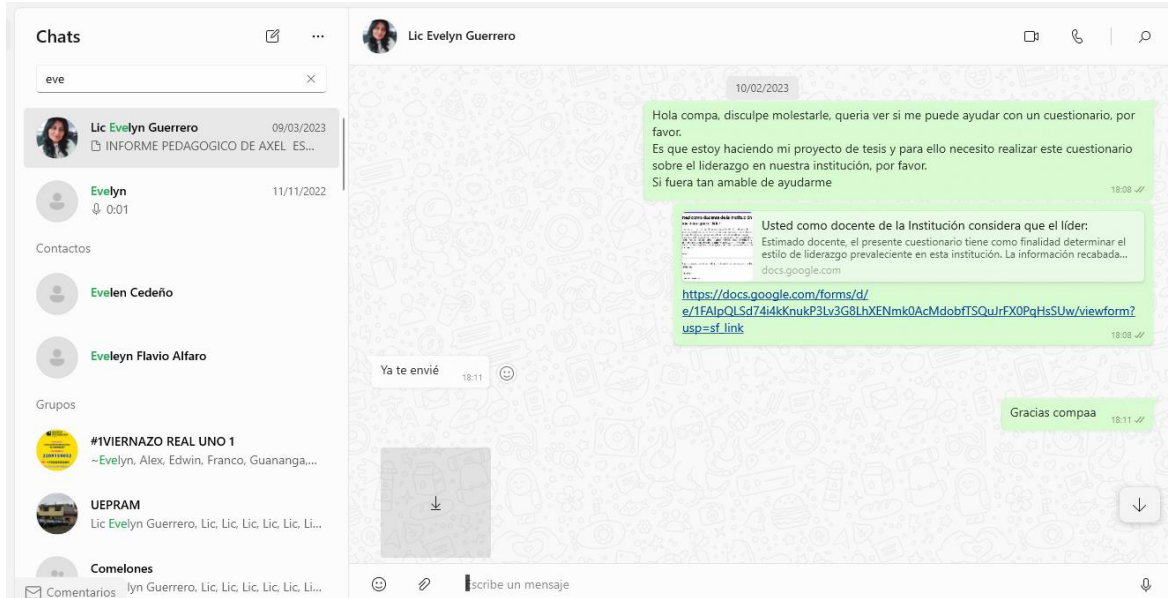 Chats
eve
Lic Evelyn Guerrero 09/03/2023
INFORME PEDAGOGICO DE AXEL ES...
Evelyn 11/11/2022
0:01
Contactos
Evelen Cedeño
Eveleyn Flavio Alfaro
Grupos
#1VIERNAZO REAL UNO 1
~Evelyn, Alex, Edwin, Franco, Guananga,...
UEPRAM
Lic Evelyn Guerrero, Lic, Lic, Lic, Lic, Lic, Li...
Comelones
lyn Guerrero, Lic, Lic, Lic, Lic, Lic, Li...
Comentarios
Lic Evelyn Guerrero
10/02/2023
Hola compa, disculpe molestarle, queria ver si me puede ayudar con un cuestionario, por
favor.
Es que estoy haciendo mi proyecto de tesis y para ello necesito realizar este cuestionario
sobre el liderazgo en nuestra institución, por favor.
Si fuera tan amable de ayudarme
18:08
Usted como docente de la Institución considera que el líder:
Estimado docente, el presente cuestionario tiene como finalidad determinar el
estilo de liderazgo prevaleciente en esta institución. La información recabada...
docs.google.com
https://docs.google.com/forms/d/
e/1FAIpQLSd74i4kKnukP3Lv3G8LhXENmk0AcMdobfTSQuJrFX0PqHsSUw/viewform?
usp=sf_link
18:08
Ya te envié 18:11
Gracias compaa 18:11
Escribe un mensaje